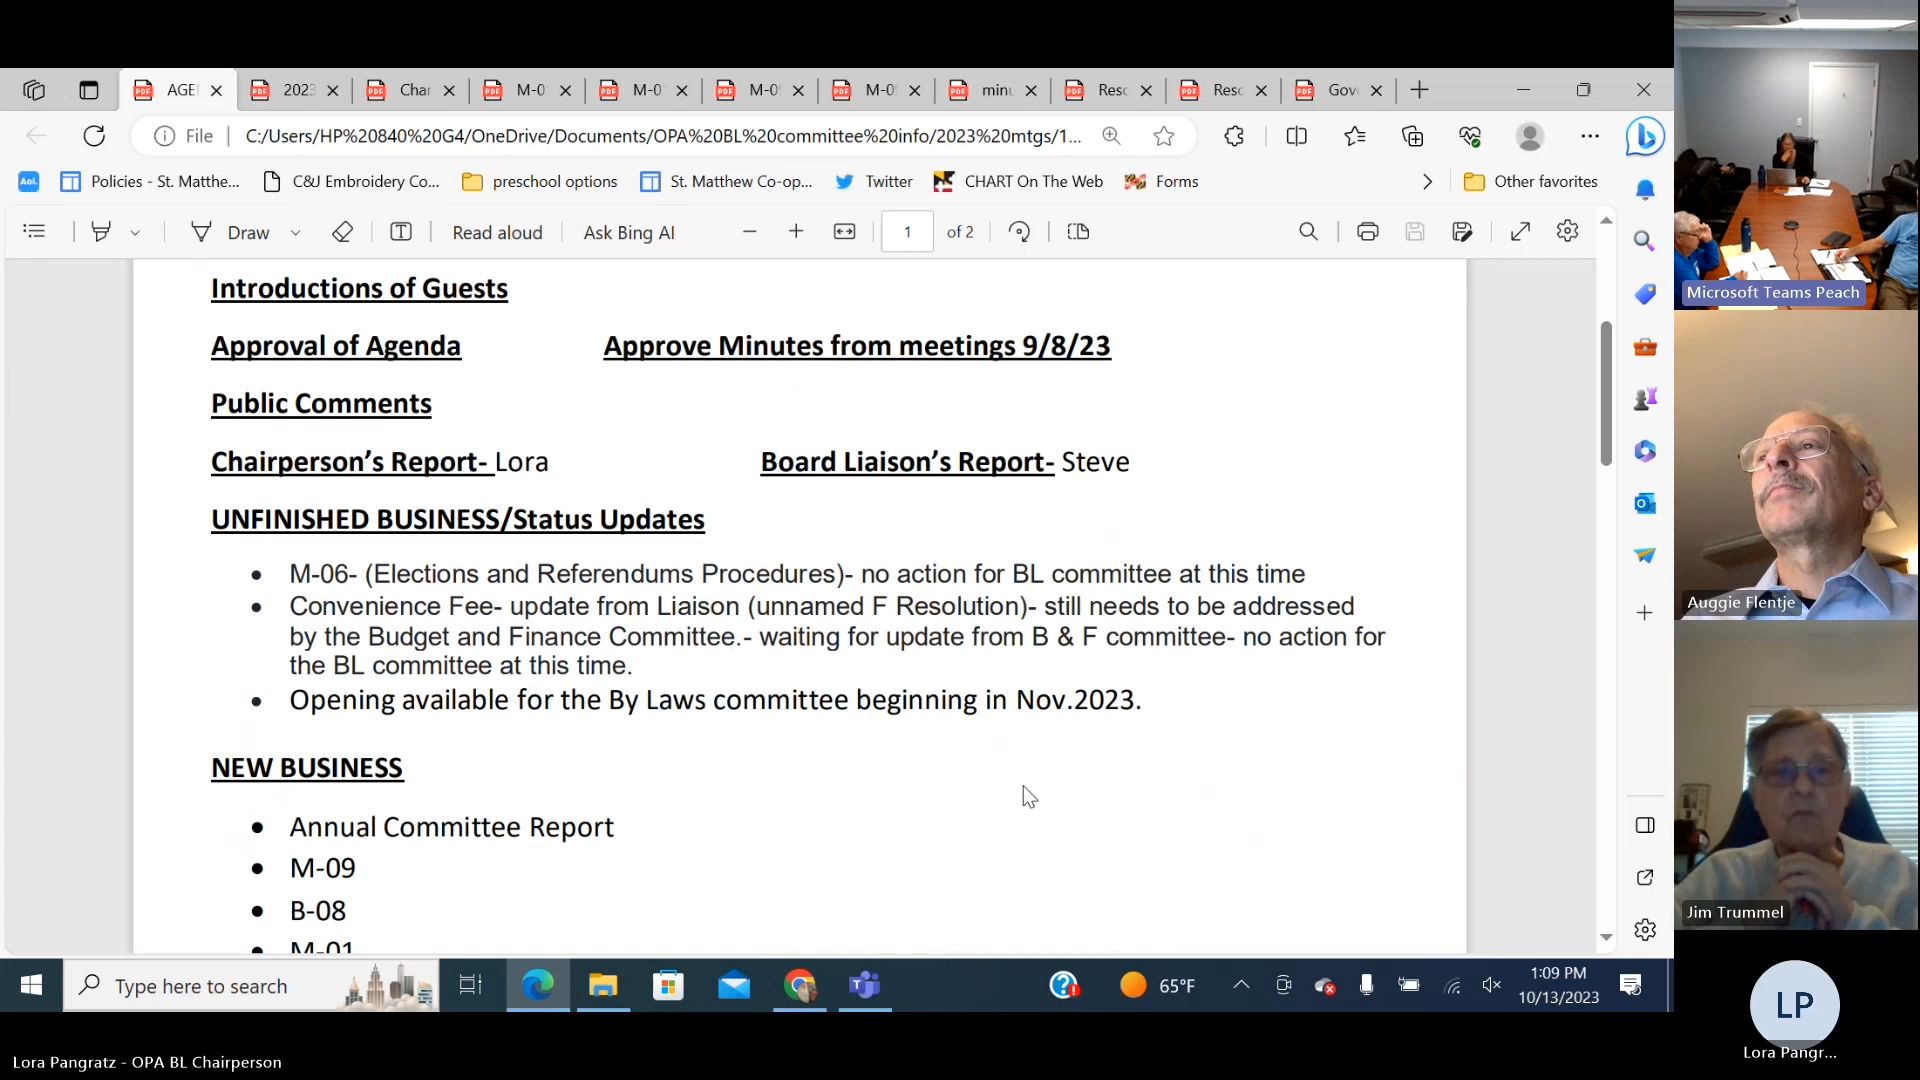 AGE
2023
Char
M-0
M-0
M-0
M-0
minu
Reso
Reso
Gove
File
C:/Users/HP%20840%20G4/OneDrive/Documents/OPA%20BL%20committee%20info/2023%20mtgs/1...
Aol.
Policies - St. Matthe...
C&J Embroidery Co...
preschool options
St. Matthew Co-op...
Twitter
CHART On The Web
Forms
Other favorites
Draw
Read aloud
Ask Bing AI
1
of 2
Introductions of Guests
Approval of Agenda Approve Minutes from meetings 9/8/23
Public Comments
Chairperson’s Report- Lora Board Liaison’s Report- Steve
UNFINISHED BUSINESS/Status Updates
• M-06- (Elections and Referendums Procedures)- no action for BL committee at this time
• Convenience Fee- update from Liaison (unnamed F Resolution)- still needs to be addressed
by the Budget and Finance Committee.- waiting for update from B & F committee- no action for
the BL committee at this time.
• Opening available for the By Laws committee beginning in Nov.2023.
NEW BUSINESS
• Annual Committee Report
• M-09
• B-08
• M-01
Type here to search
65°F
1:09 PM
10/13/2023
Microsoft Teams Peach
Auggie Flentje
Jim Trummel
LP
Lora Pangr...
Lora Pangratz - OPA BL Chairperson